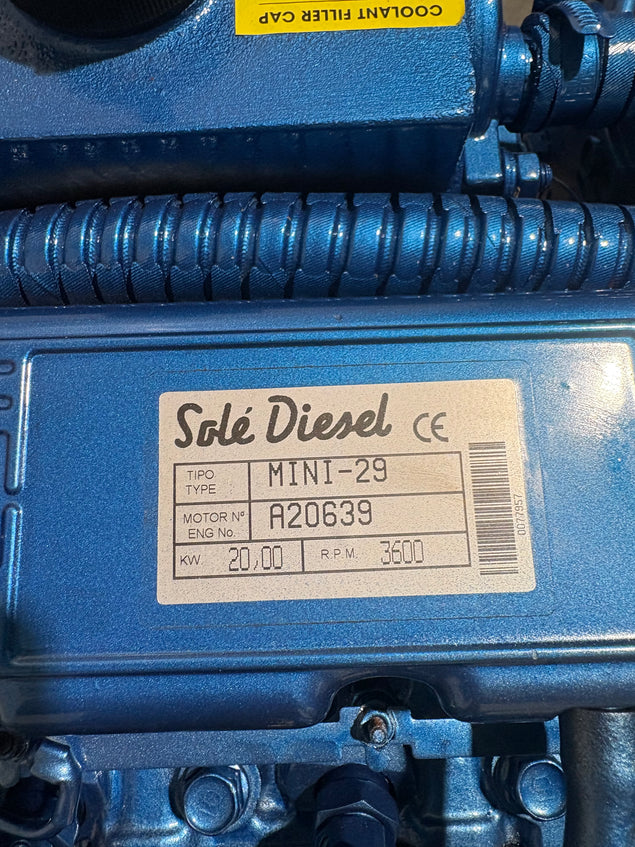 COOLANT FILLER CAP
Solé Diesel CE
TIPO
TYPE
MINI-29
MOTOR Nº
ENG No.
A20639
KW. 20,00 R.P.M. 3600
0077957